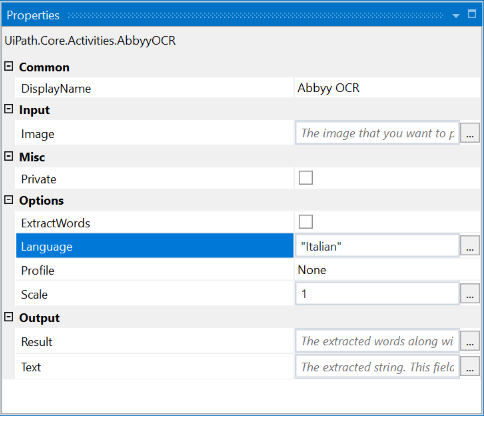 Properties
UiPath.Core.Activities.AbbyyOCR
Common
DisplayName Abbyy OCR
Input
Image The image that you want to p ...
Misc
Private
Options
ExtractWords
Language "Italian" ...
Profile None
Scale 1 ...
Output
Result The extracted words along wi ...
Text The extracted string. This field ...